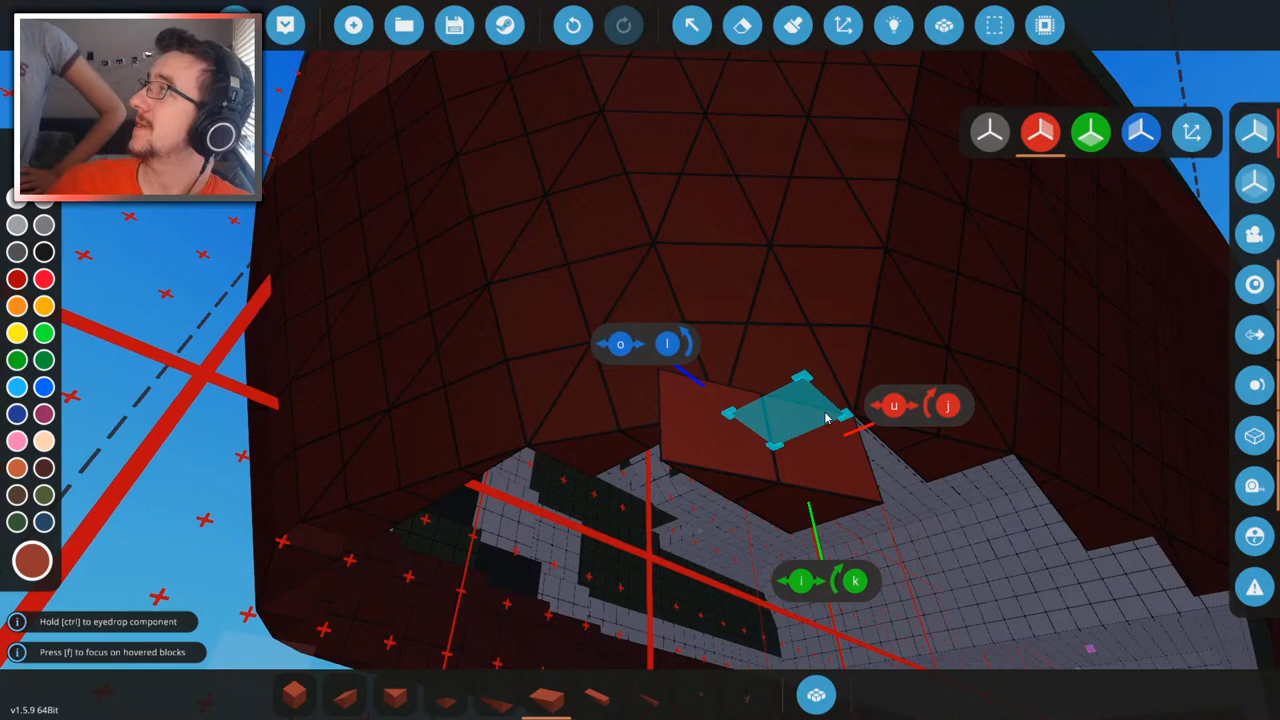 o l
u j
i k
Hold [ctrl] to eyedrop component
Press [f] to focus on hovered blocks
v1.5.9 64Bit